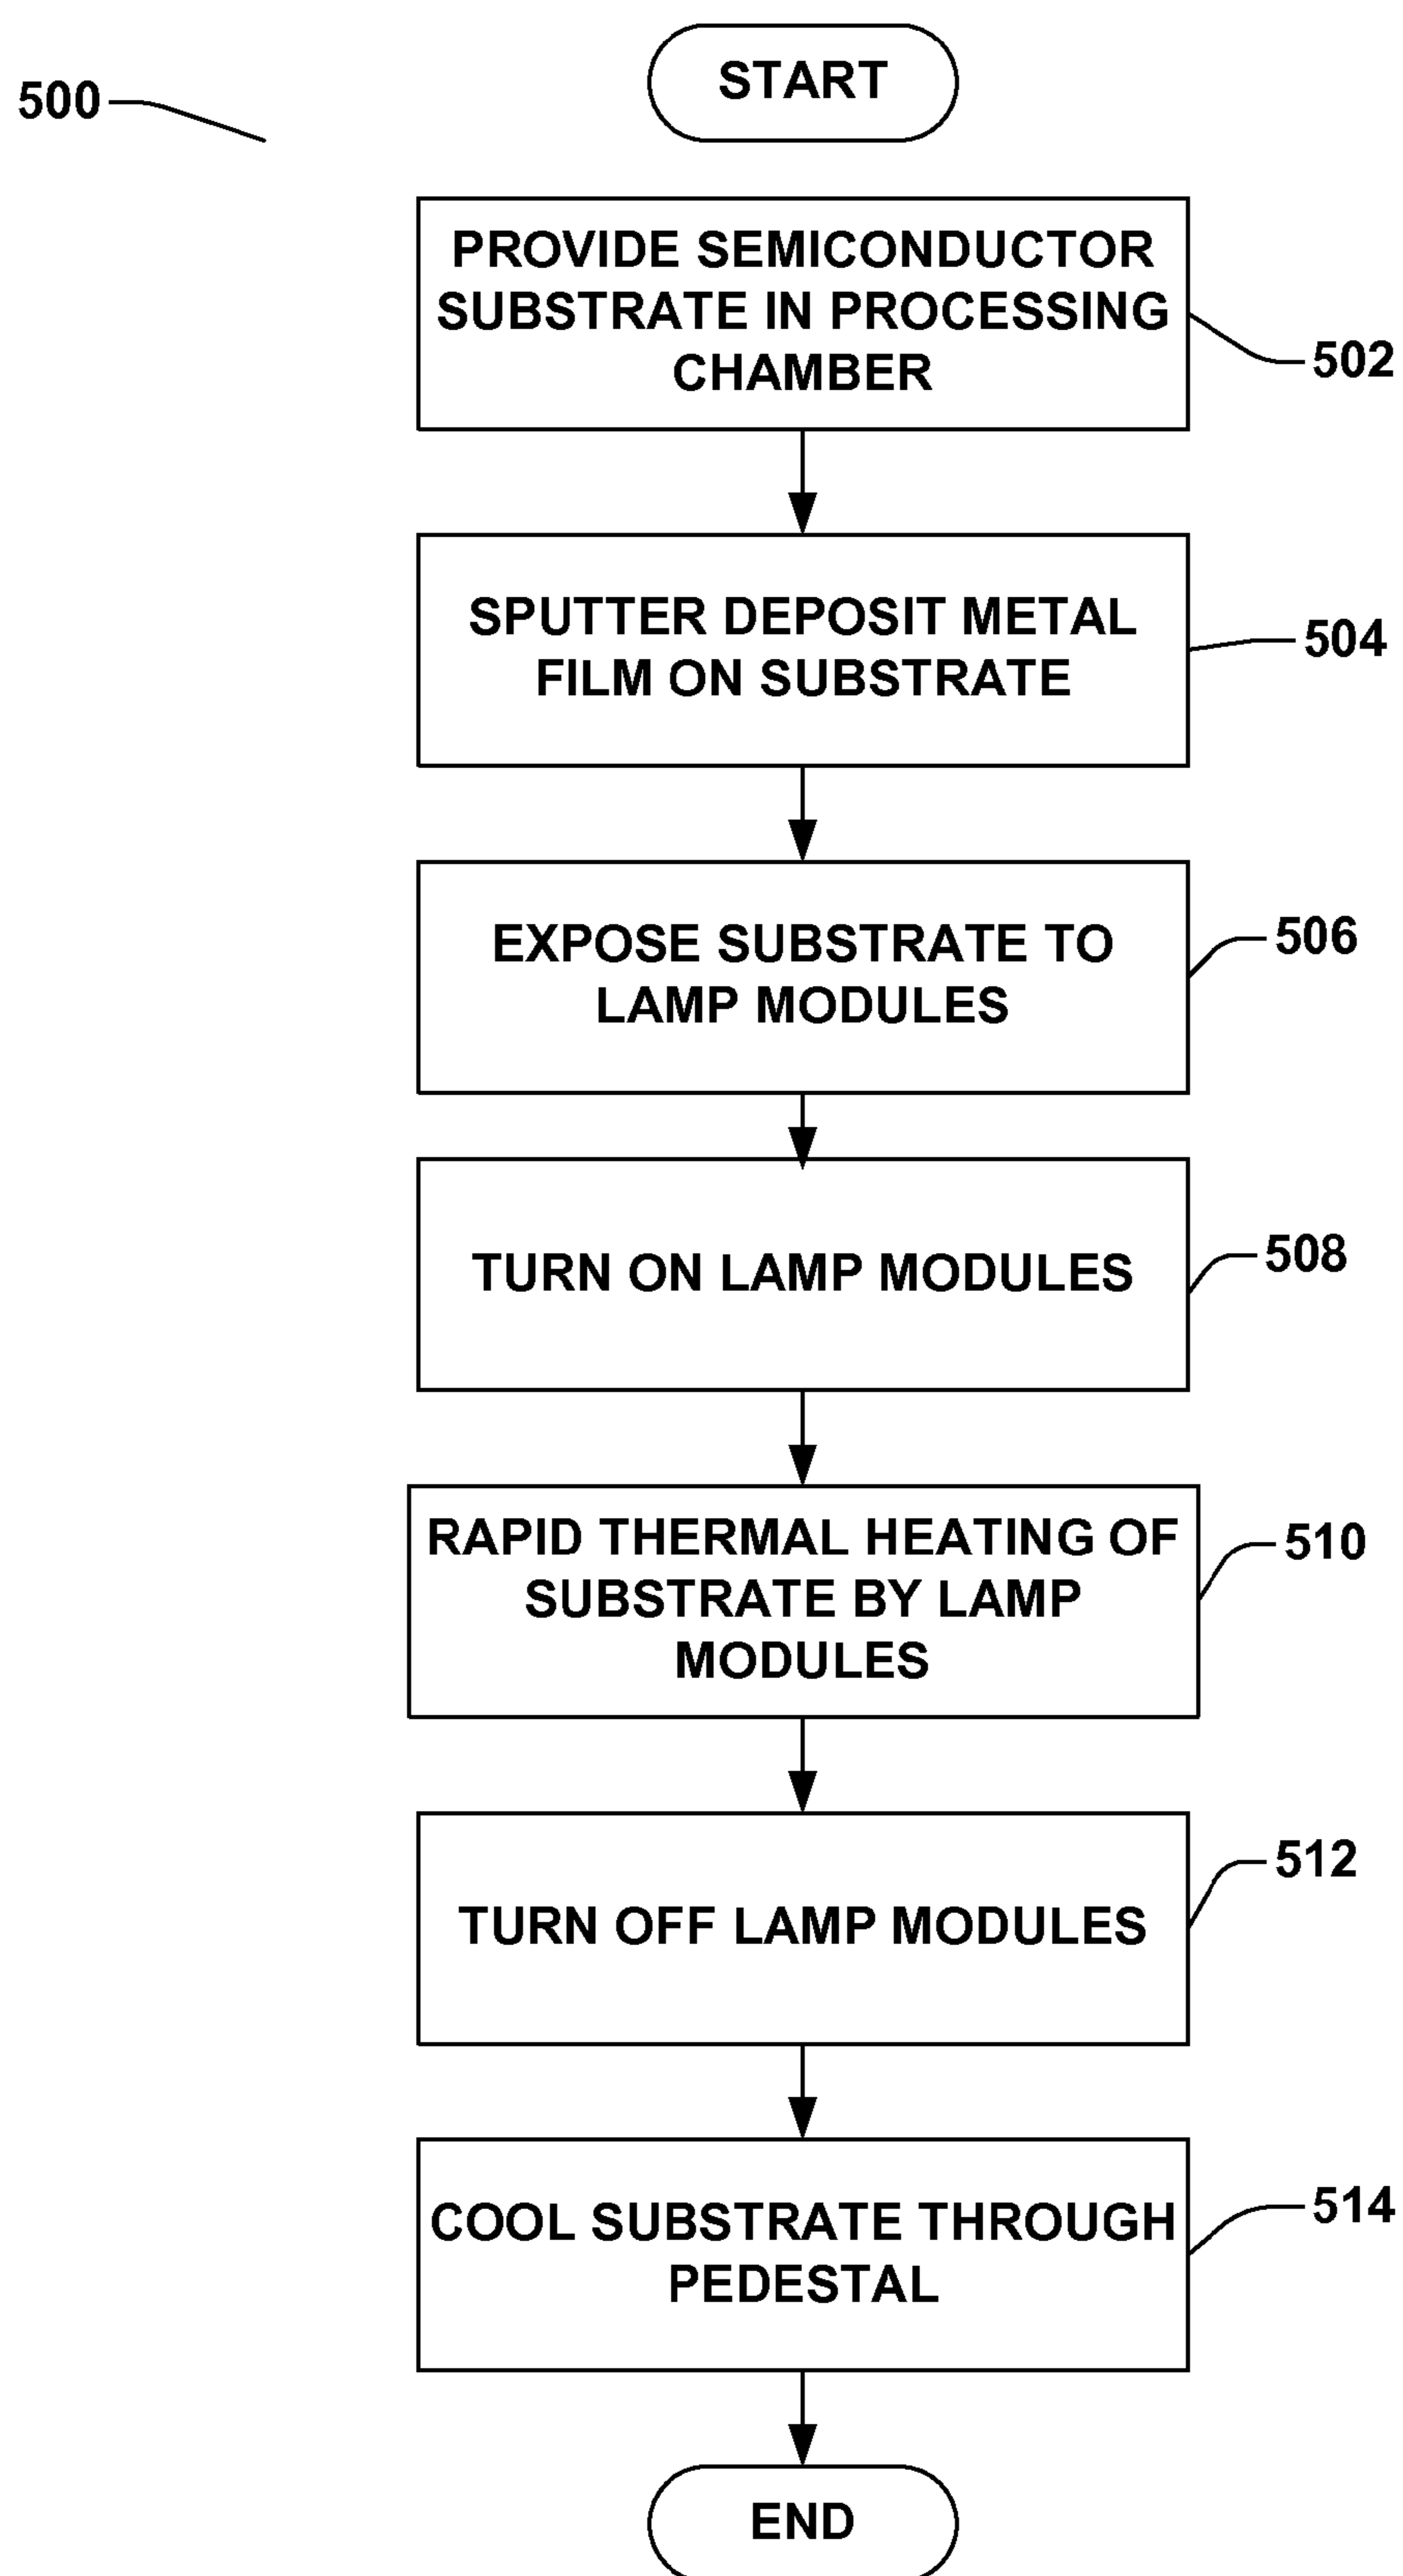 START
500
PROVIDE SEMICONDUCTOR
SUBSTRATE IN PROCESSING
CHAMBER
502
SPUTTER DEPOSIT METAL
FILM ON SUBSTRATE
504
EXPOSE SUBSTRATE TO
LAMP MODULES
506
TURN ON LAMP MODULES
508
RAPID THERMAL HEATING OF
SUBSTRATE BY LAMP
MODULES
510
TURN OFF LAMP MODULES
512
COOL SUBSTRATE THROUGH
PEDESTAL
514
END